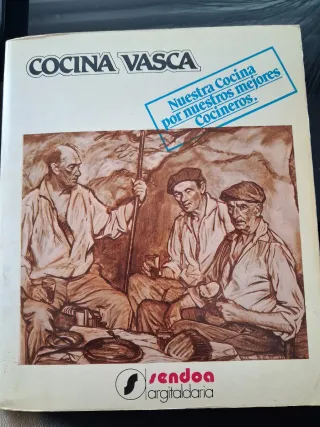 COCINA VASCA
Nuestra Cocina
por nuestros mejores
Cocineros.
sendoa
argitaldaria